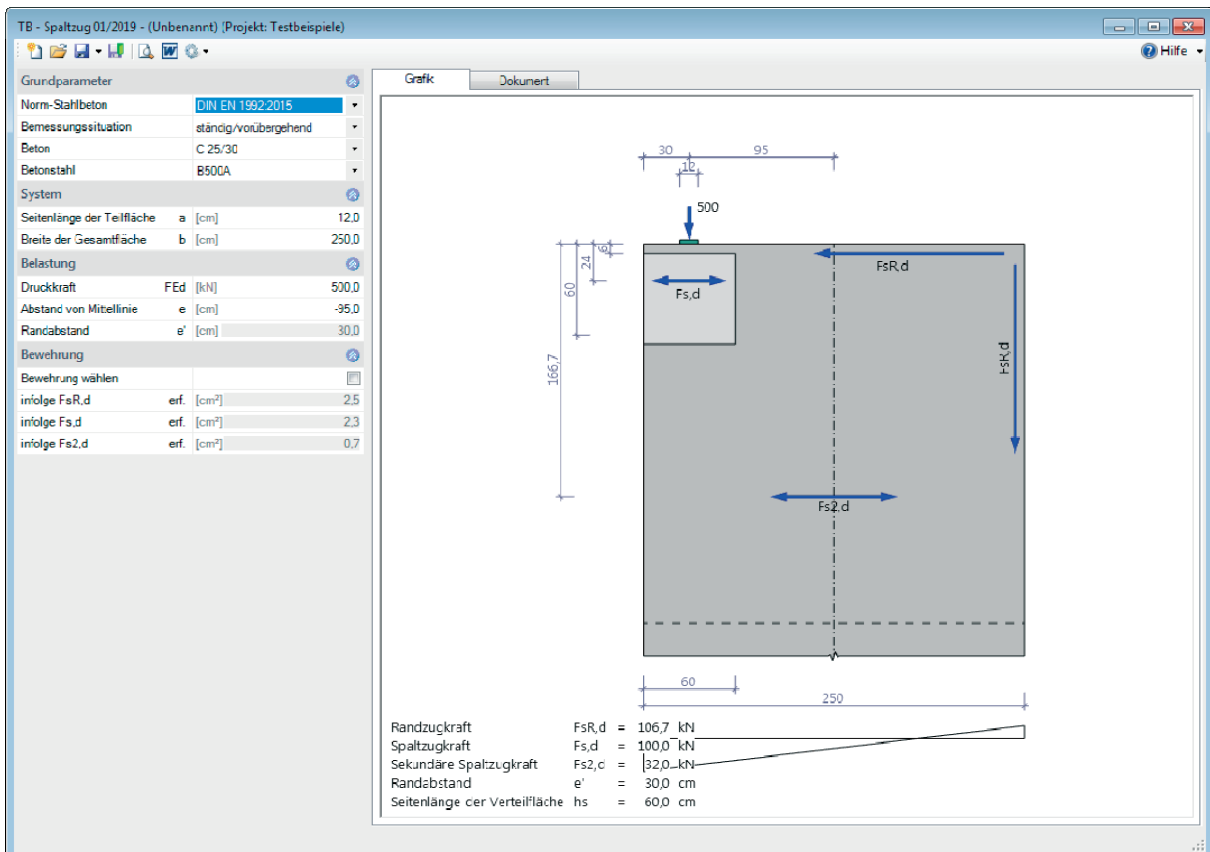 TB - Spaltzug 01/2019 - (Unbenannt) (Projekt: Testbeispiele)
Hilfe
Grundparameter
Norm-Stahlbeton DIN EN 1992:2015
Bemessungssituation ständig/vorübergehend
Beton C 25/30
Betonstahl B500A
System
Seitenlänge der Teilfläche a [cm] 12,0
Breite der Gesamtfläche b [cm] 250,0
Belastung
Druckkraft FEd [kN] 500,0
Abstand von Mittellinie e [cm] -95,0
Randabstand e' [cm] 30,0
Bewehrung
Bewehrung wählen
infolge FsR,d erf. [cm²] 2,5
infolge Fs,d erf. [cm²] 2,3
infolge Fs2,d erf. [cm²] 0,7
Grafik Dokument
30 95
12
500
6
24
60
166,7
FsR,d
Fs,d
FsR,d
Fs2,d
60
250
Randzugkraft FsR,d = 106,7 kN
Spaltzugkraft Fs,d = 100,0 kN
Sekundäre Spaltzugkraft Fs2,d = 32,0 kN
Randabstand e' = 30,0 cm
Seitenlänge der Verteilfläche hs = 60,0 cm